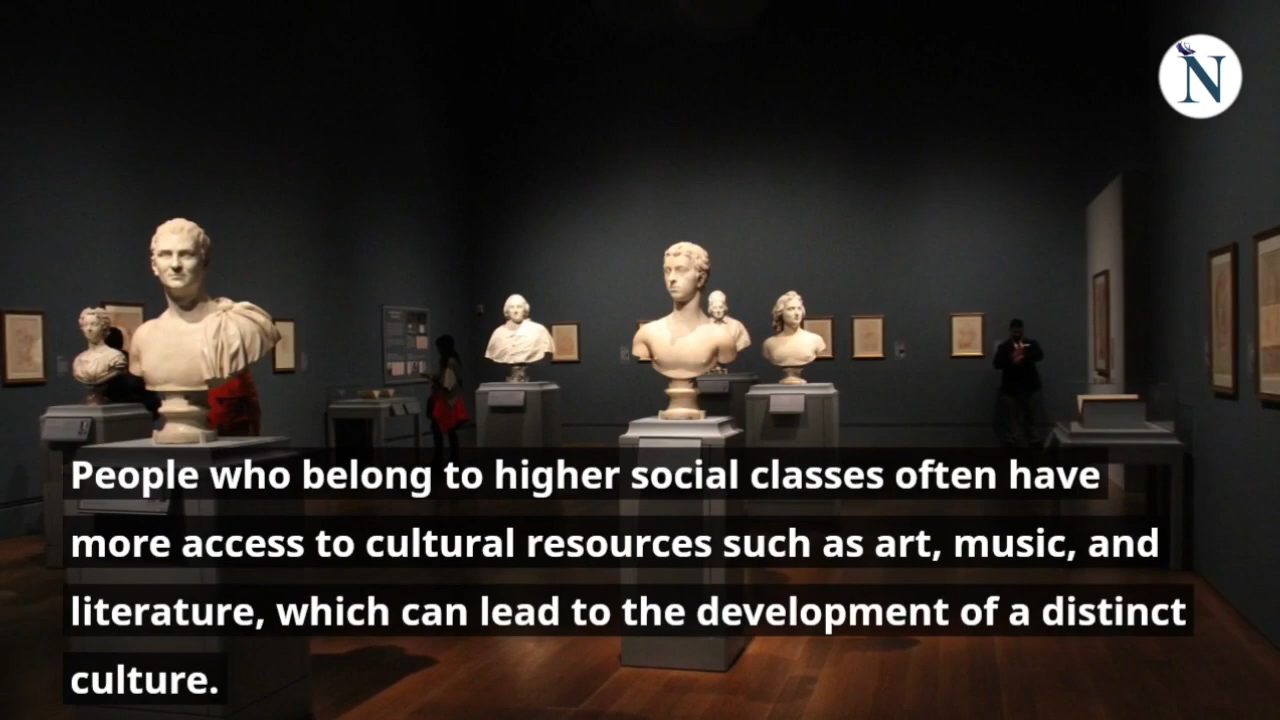 N
People who belong to higher social classes often have
more access to cultural resources such as art, music, and
literature, which can lead to the development of a distinct
culture.